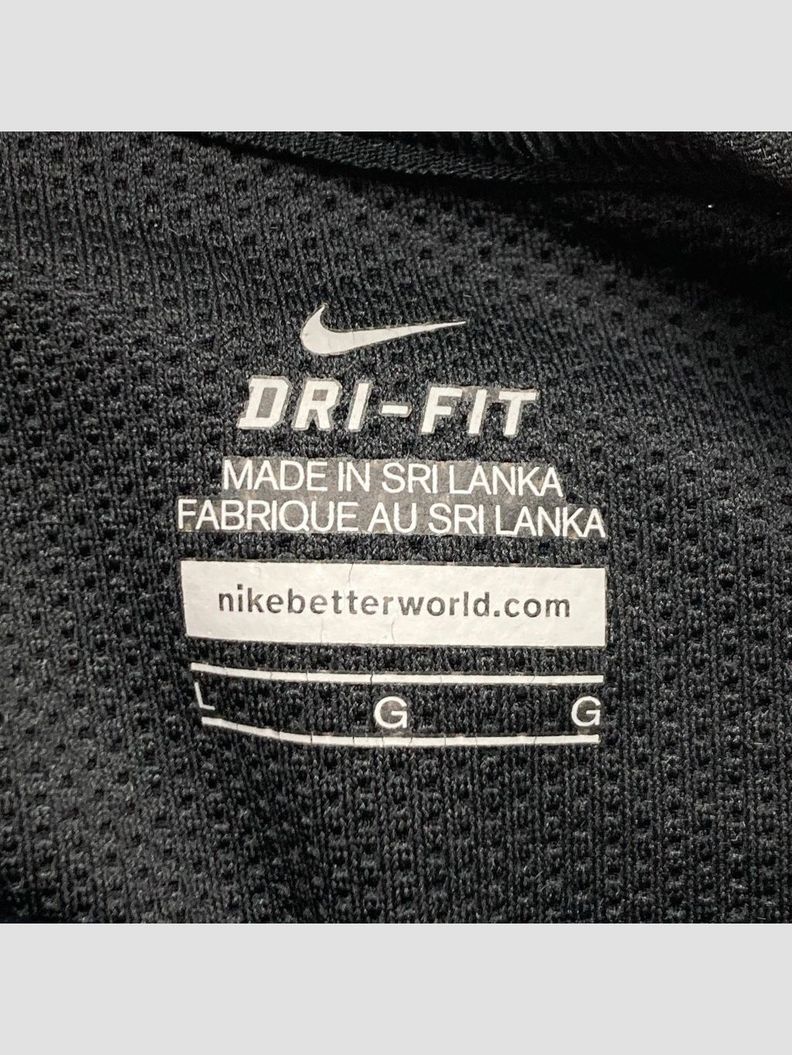 DRI-FIT
MADE IN SRI LANKA
FABRIQUE AU SRI LANKA
nikebetterworld.com
L G G